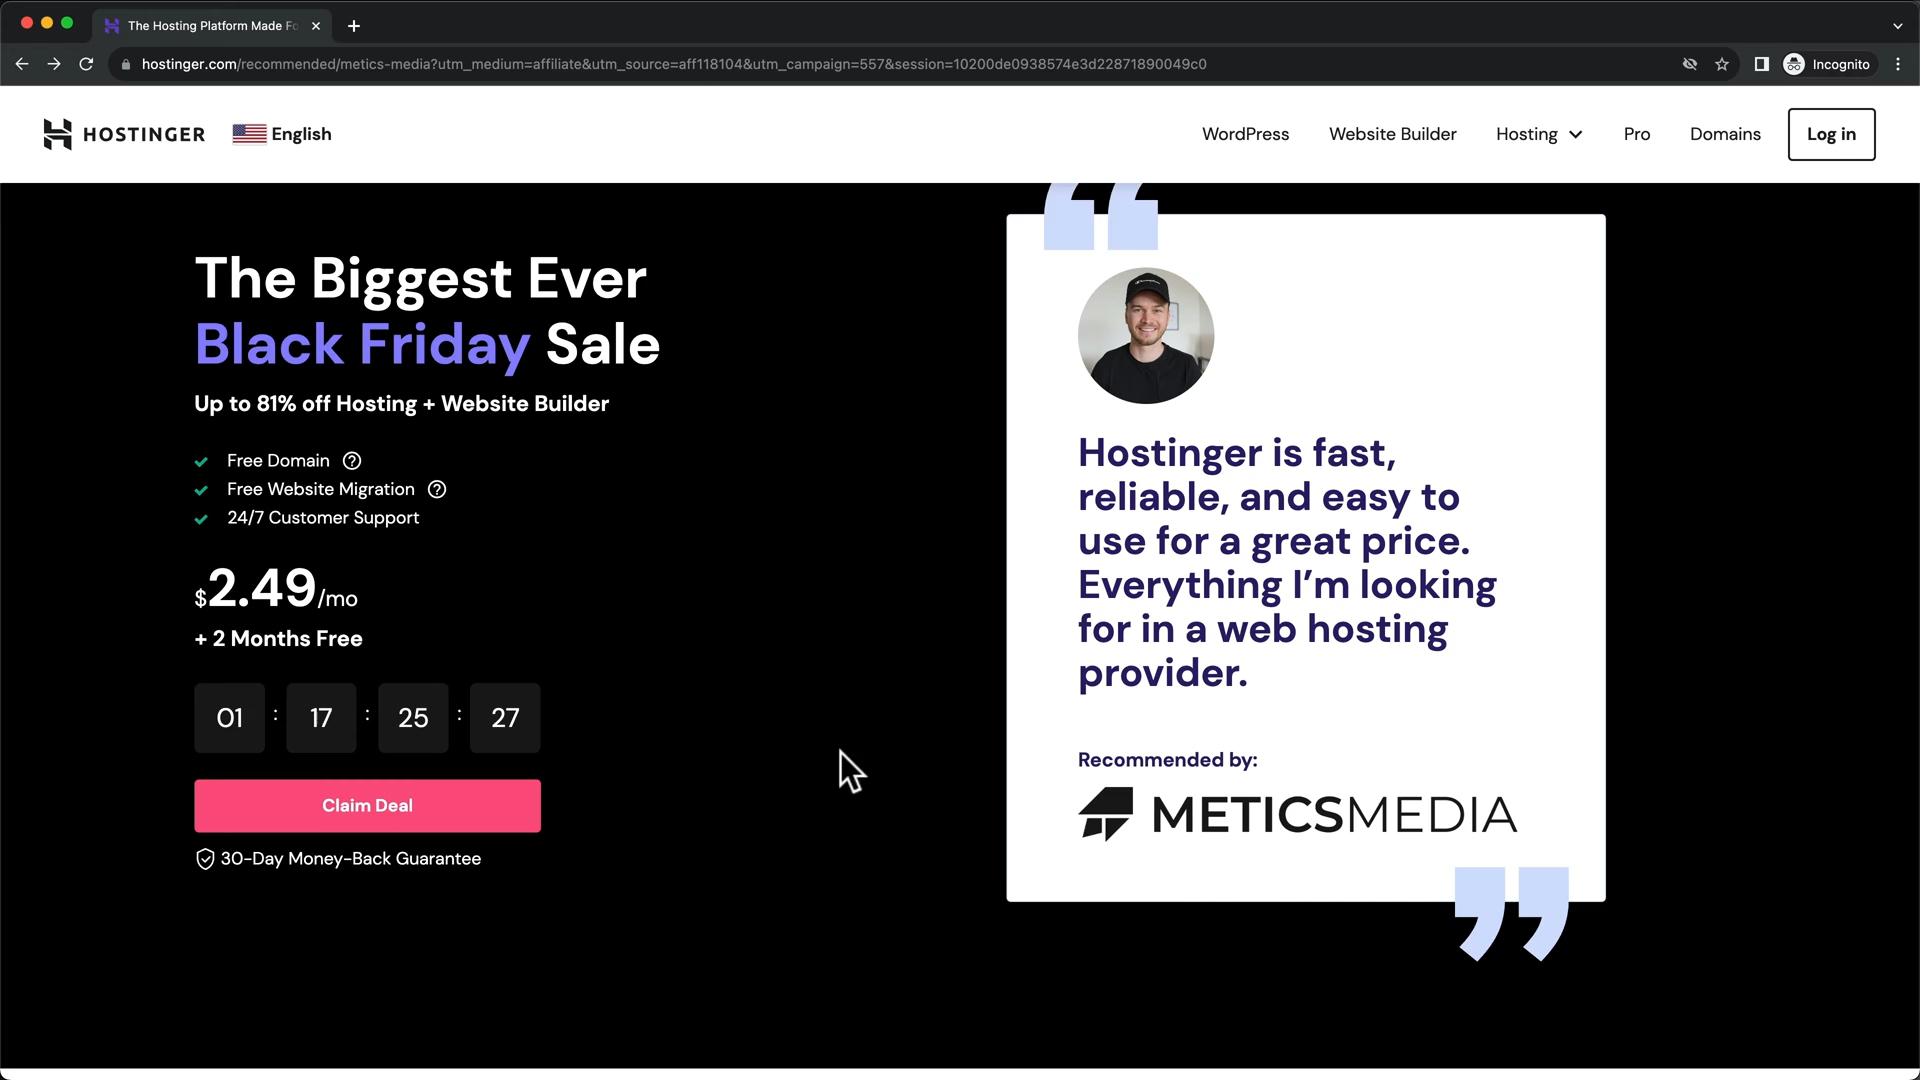 The Hosting Platform Made Fo
hostinger.com/recommended/metics-media?utm_medium=affiliate&utm_source=aff118104&utm_campaign=557&session=10200de0938574e3d22871890049c0
Incognito
HOSTINGER
English
WordPress
Website Builder
Hosting
Pro
Domains
Log in
The Biggest Ever
Black Friday Sale
Up to 81% off Hosting + Website Builder
Free Domain
Free Website Migration
24/7 Customer Support
$2.49/mo
+ 2 Months Free
01 : 17 : 25 : 27
Claim Deal
30-Day Money-Back Guarantee
“
Hostinger is fast,
reliable, and easy to
use for a great price.
Everything I’m looking
for in a web hosting
provider.
Recommended by:
METICSMEDIA
”